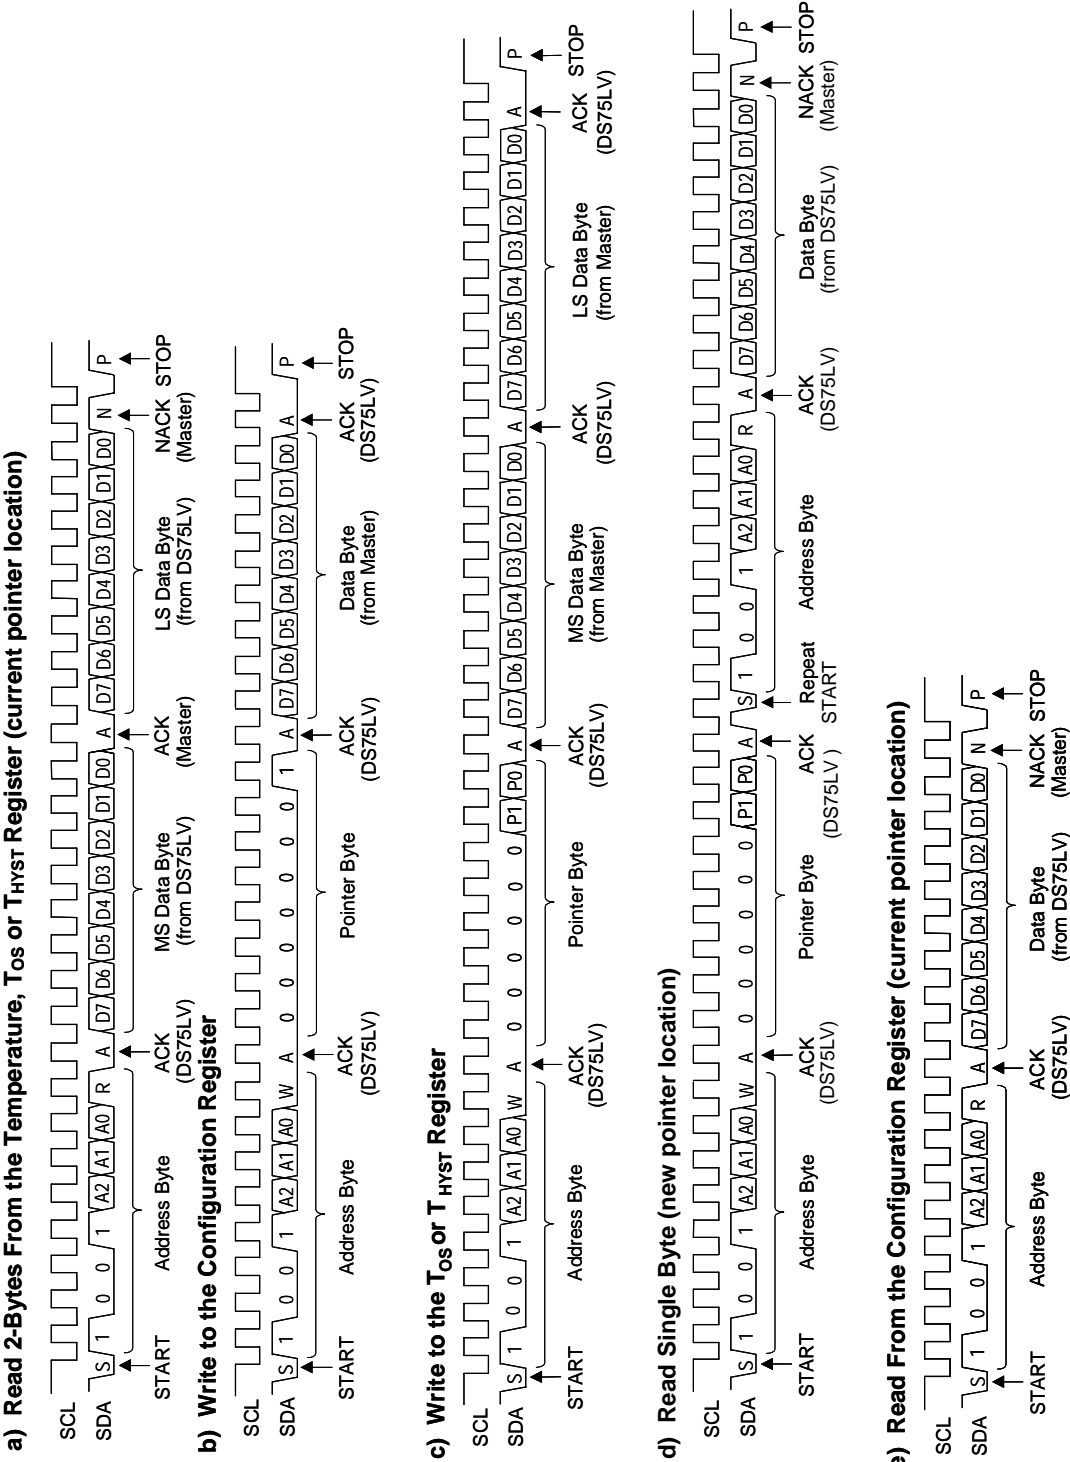 a) Read 2-Bytes From the Temperature, TOS or THYST Register (current pointer location)
SCL
SDA S 1 0 0 1 A2 A1 A0 R A D7 D6 D5 D4 D3 D2 D1 D0 A D7 D6 D5 D4 D3 D2 D1 D0 N P
START Address Byte ACK MS Data Byte ACK LS Data Byte NACK STOP
(DS75LV) (from DS75LV) (Master) (from DS75LV) (Master)
b) Write to the Configuration Register
SCL
SDA S 1 0 0 1 A2 A1 A0 W A 0 0 0 0 0 0 0 1 A D7 D6 D5 D4 D3 D2 D1 D0 A P
START Address Byte ACK Pointer Byte ACK Data Byte ACK STOP
(DS75LV) (DS75LV) (from Master) (DS75LV)
c) Write to the TOS or THYST Register
SCL
SDA S 1 0 0 1 A2 A1 A0 W A 0 0 0 0 0 0 P1 P0 A D7 D6 D5 D4 D3 D2 D1 D0 A D7 D6 D5 D4 D3 D2 D1 D0 A P
START Address Byte ACK Pointer Byte ACK MS Data Byte ACK LS Data Byte ACK STOP
(DS75LV) (DS75LV) (from Master) (DS75LV) (from Master) (DS75LV)
d) Read Single Byte (new pointer location)
SCL
SDA S 1 0 0 1 A2 A1 A0 W A 0 0 0 0 0 0 P1 P0 A S 1 0 0 1 A2 A1 A0 R A D7 D6 D5 D4 D3 D2 D1 D0 N P
START Address Byte ACK Pointer Byte ACK Repeat Address Byte ACK Data Byte NACK STOP
(DS75LV) (DS75LV ) START (DS75LV) (from DS75LV) (Master)
e) Read From the Configuration Register (current pointer location)
SCL
SDA S 1 0 0 1 A2 A1 A0 R A D7 D6 D5 D4 D3 D2 D1 D0 N P
START Address Byte ACK Data Byte NACK STOP
(DS75LV) (from DS75LV) (Master)